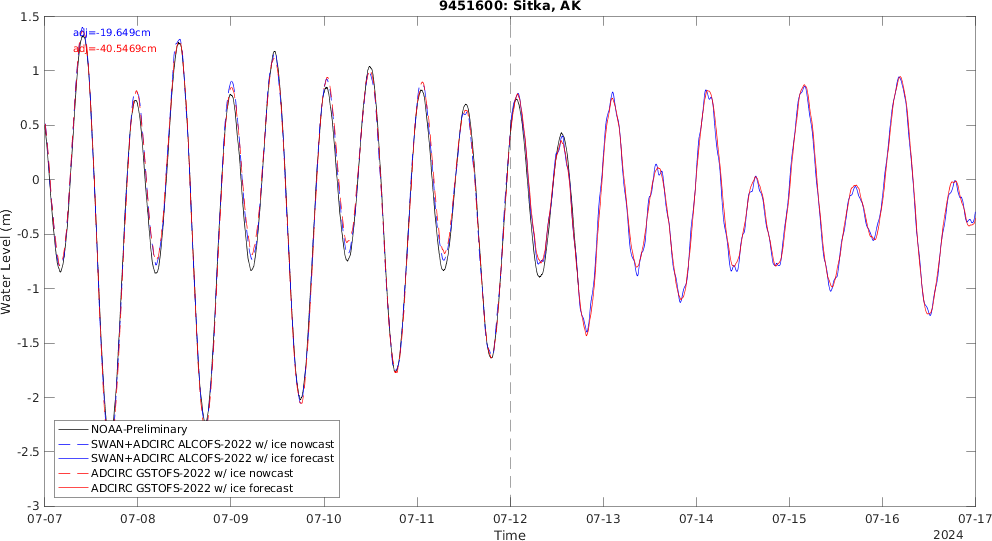 9451600: Sitka, AK
adj=-19.649cm
adj=-40.5469cm
1.5
1
0.5
0
-0.5
-1
-1.5
-2
-2.5
-3
Water Level (m)
NOAA-Preliminary
SWAN+ADCIRC ALCOFS-2022 w/ ice nowcast
SWAN+ADCIRC ALCOFS-2022 w/ ice forecast
ADCIRC GSTOFS-2022 w/ ice nowcast
ADCIRC GSTOFS-2022 w/ ice forecast
07-07 07-08 07-09 07-10 07-11 07-12 07-13 07-14 07-15 07-16 07-17
Time
2024